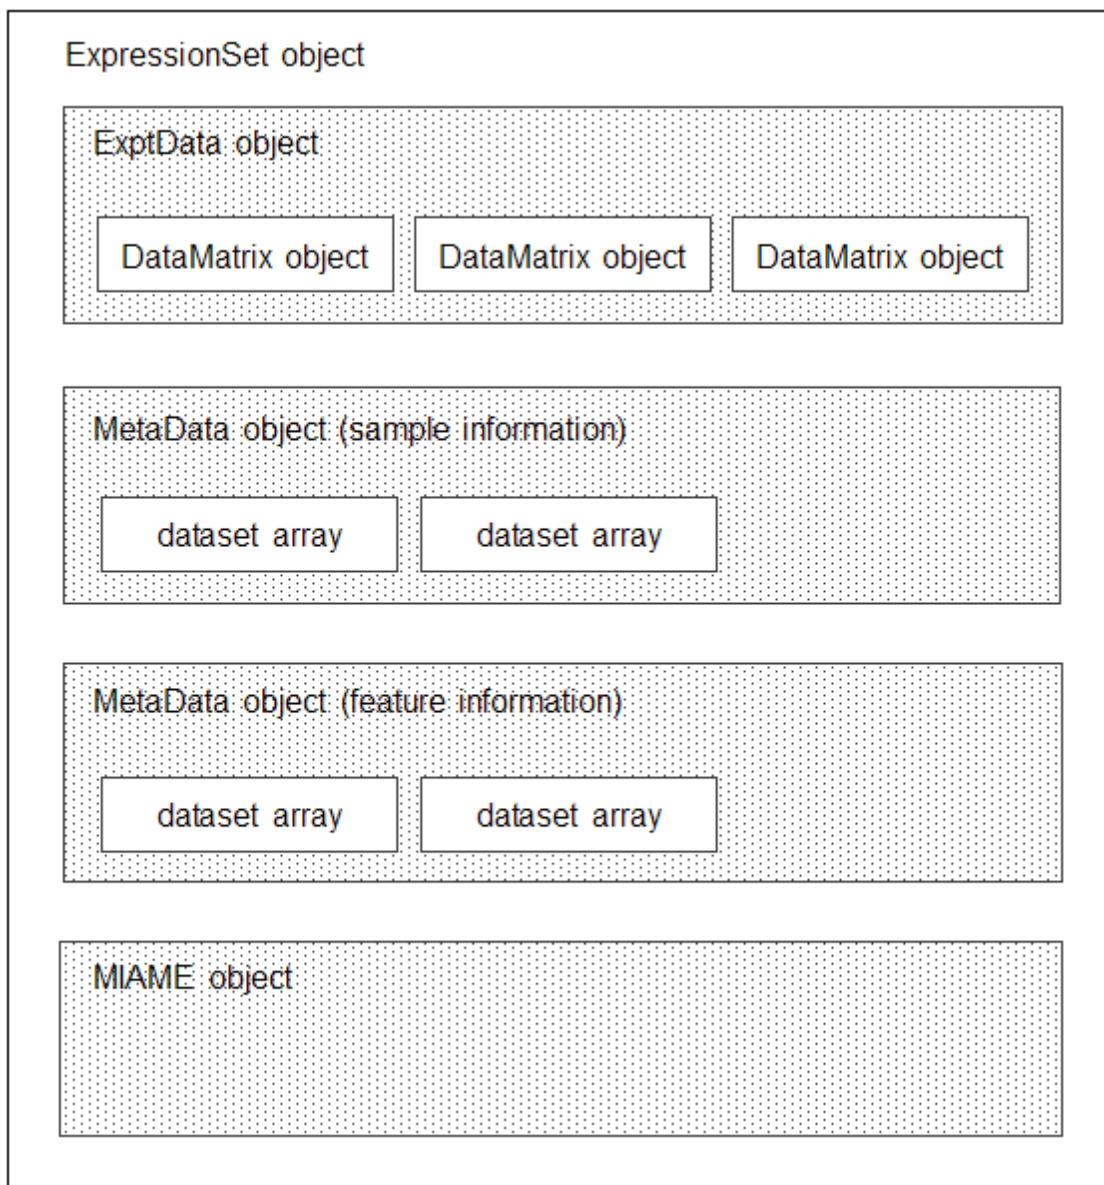 ExpressionSet object
ExptData object
DataMatrix object DataMatrix object DataMatrix object
MetaData object (sample information)
dataset array dataset array
MetaData object (feature information)
dataset array dataset array
MIAME object